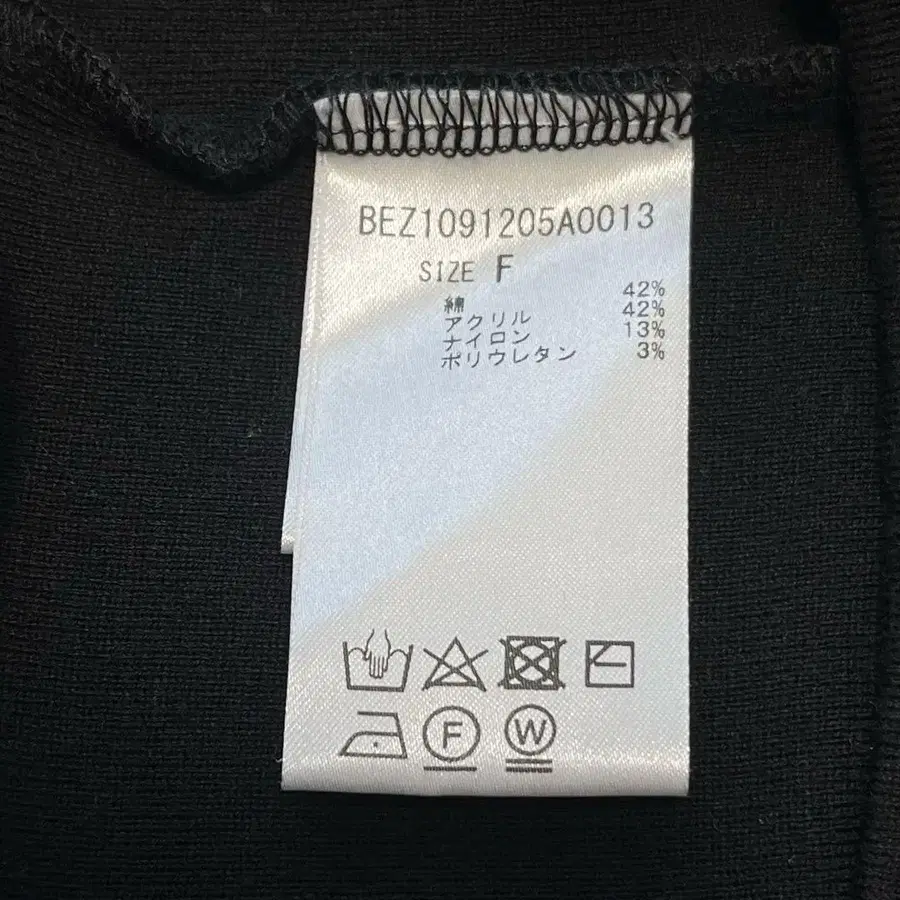 BEZ1091205A0013
SIZE F
綿 42%
アクリル 42%
ナイロン 13%
ポリウレタン 3%
F W